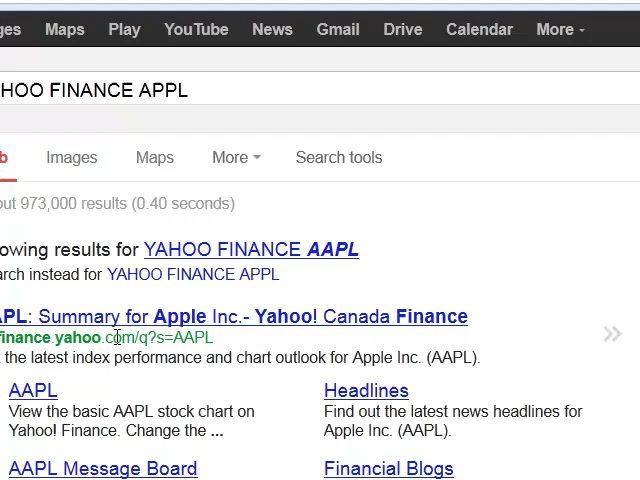 ges Maps Play YouTube News Gmail Drive Calendar More
HOO FINANCE APPL
b Images Maps More Search tools
out 973,000 results (0.40 seconds)
owing results for YAHOO FINANCE AAPL
arch instead for YAHOO FINANCE APPL
APL: Summary for Apple Inc.- Yahoo! Canada Finance
finance.yahoo.com/q?s=AAPL
t the latest index performance and chart outlook for Apple Inc. (AAPL).
AAPL Headlines
View the basic AAPL stock chart on Find out the latest news headlines for
Yahoo! Finance. Change the ... Apple Inc. (AAPL).
AAPL Message Board Financial Blogs